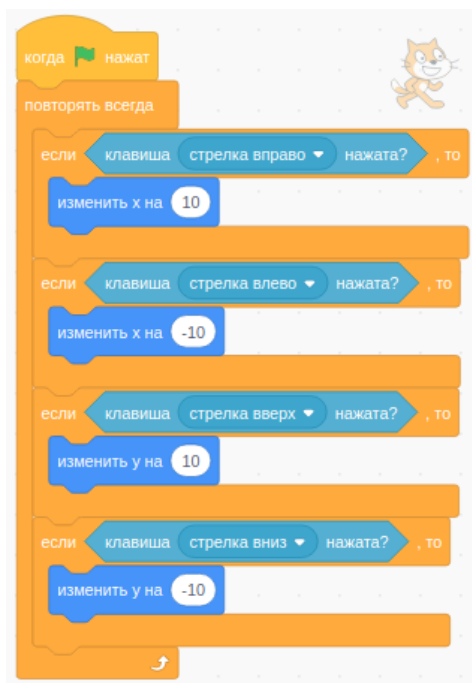 когда нажат
повторять всегда
если клавиша стрелка вправо нажата? , то
изменить x на 10
если клавиша стрелка влево нажата? , то
изменить x на -10
если клавиша стрелка вверх нажата? , то
изменить y на 10
если клавиша стрелка вниз нажата? , то
изменить y на -10